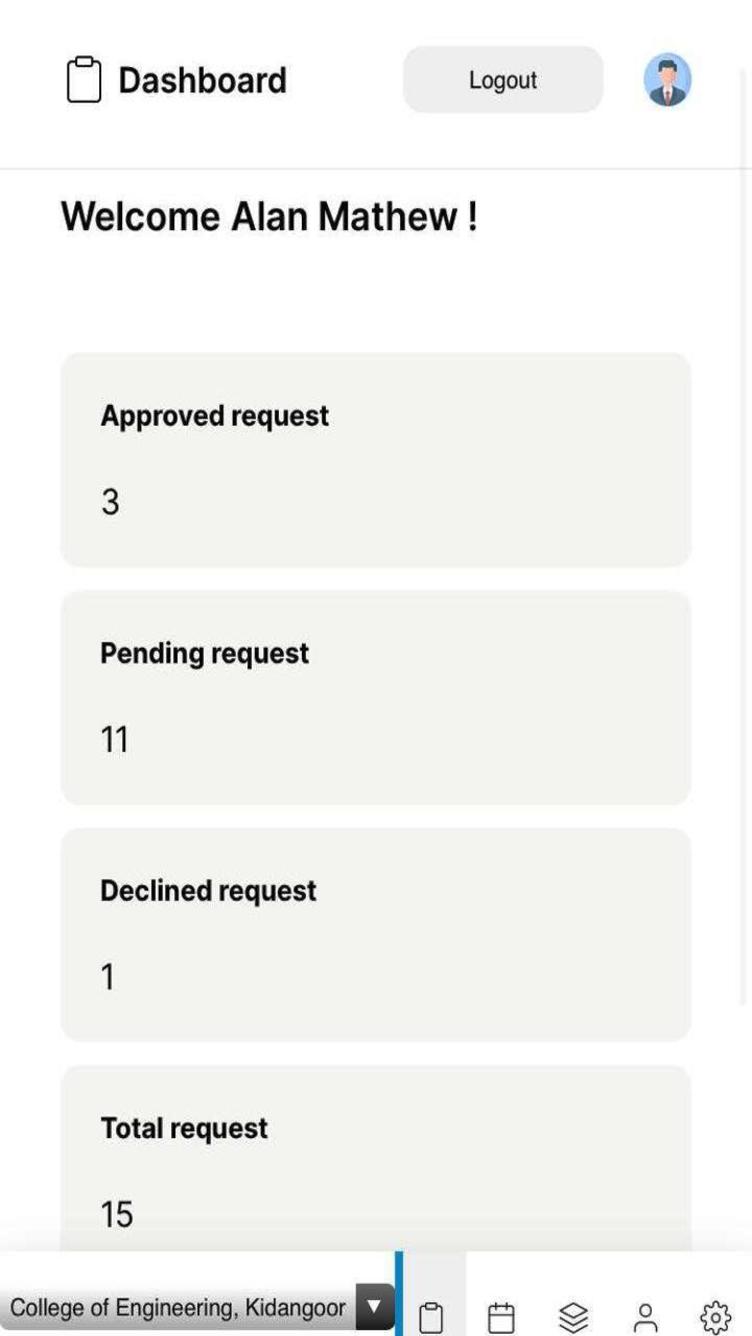 Dashboard
Logout
Welcome Alan Mathew !
Approved request
3
Pending request
11
Declined request
1
Total request
15
College of Engineering, Kidangoor